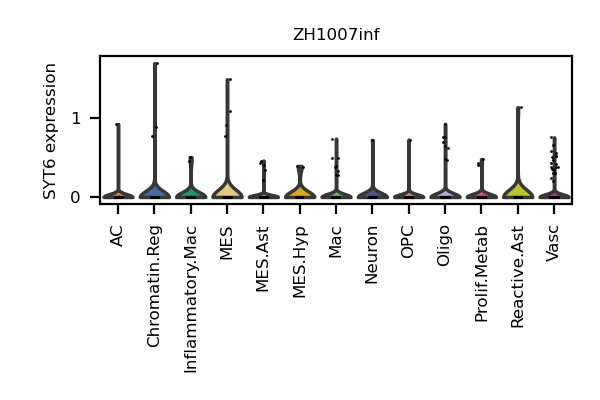 ZH1007inf
SYT6 expression
1
0
AC
Chromatin.Reg
Inflammatory.Mac
MES
MES.Ast
MES.Hyp
Mac
Neuron
OPC
Oligo
Prolif.Metab
Reactive.Ast
Vasc